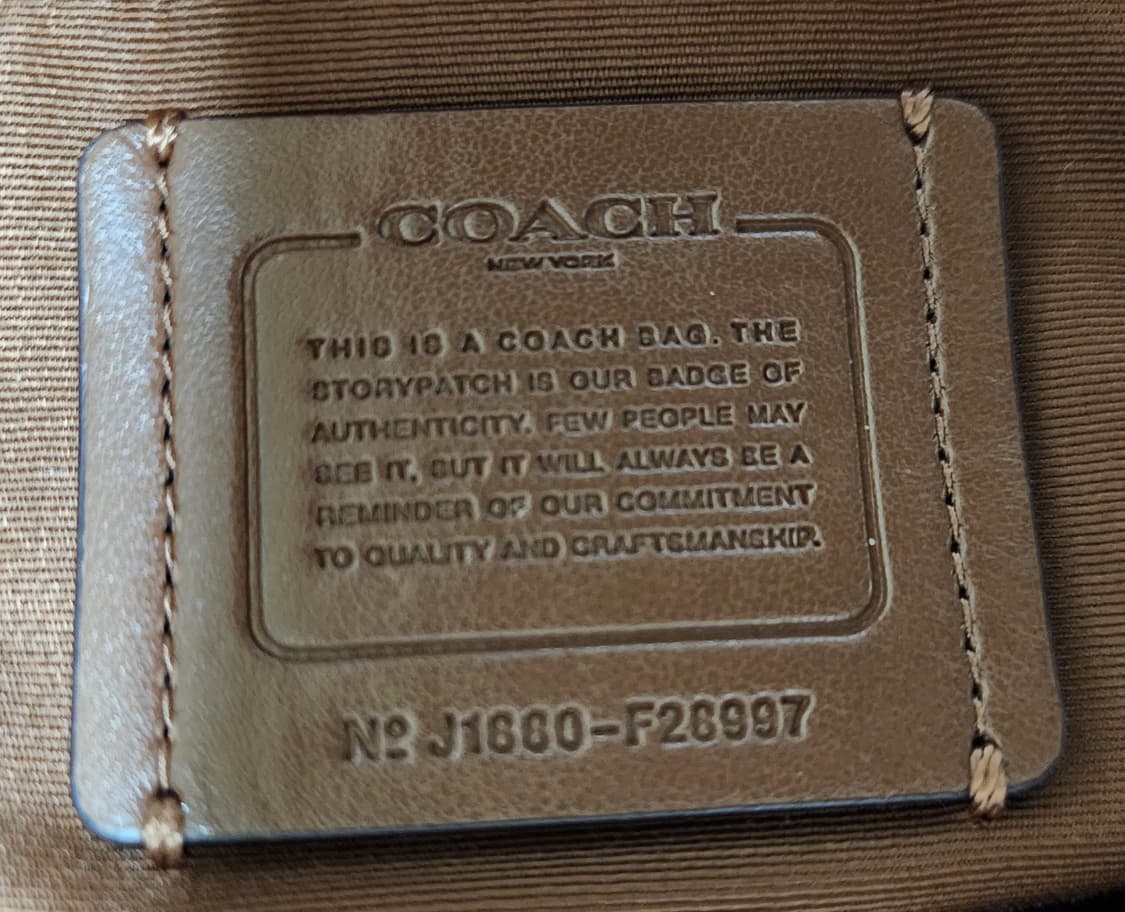 COACH
NEW YORK
THIS IS A COACH BAG. THE
STORYPATCH IS OUR BADGE OF
AUTHENTICITY. FEW PEOPLE MAY
SEE IT, BUT IT WILL ALWAYS BE A
REMINDER OF OUR COMMITMENT
TO QUALITY AND CRAFTSMANSHIP.
Nº J1660-F28997